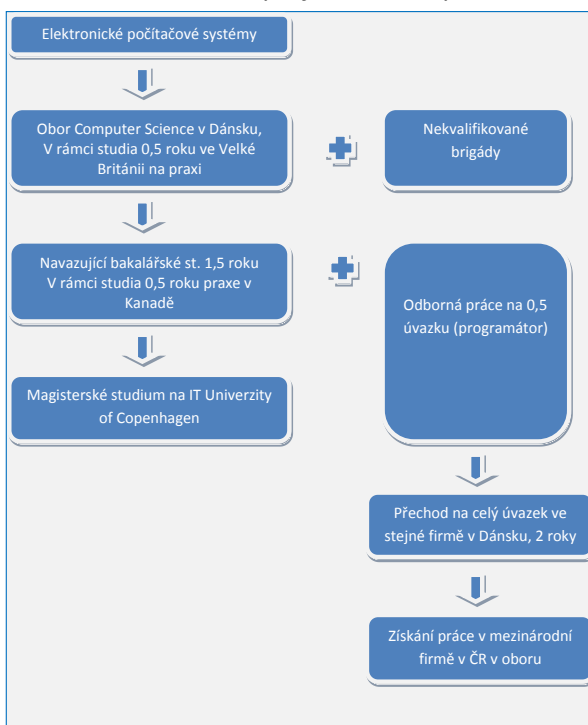 Elektronické počítačové systémy
Obor Computer Science v Dánsku,
V rámci studia 0,5 roku ve Velké
Británii na praxi
Nekvalifikované
brigády
Navazující bakalářské st. 1,5 roku
V rámci studia 0,5 roku praxe v
Kanadě
Odborná práce na 0,5
úvazku (programátor)
Magisterské studium na IT Univerzity
of Copenhagen
Přechod na celý úvazek ve
stejné firmě v Dánsku, 2 roky
Získání práce v mezinárodní
firmě v ČR v oboru